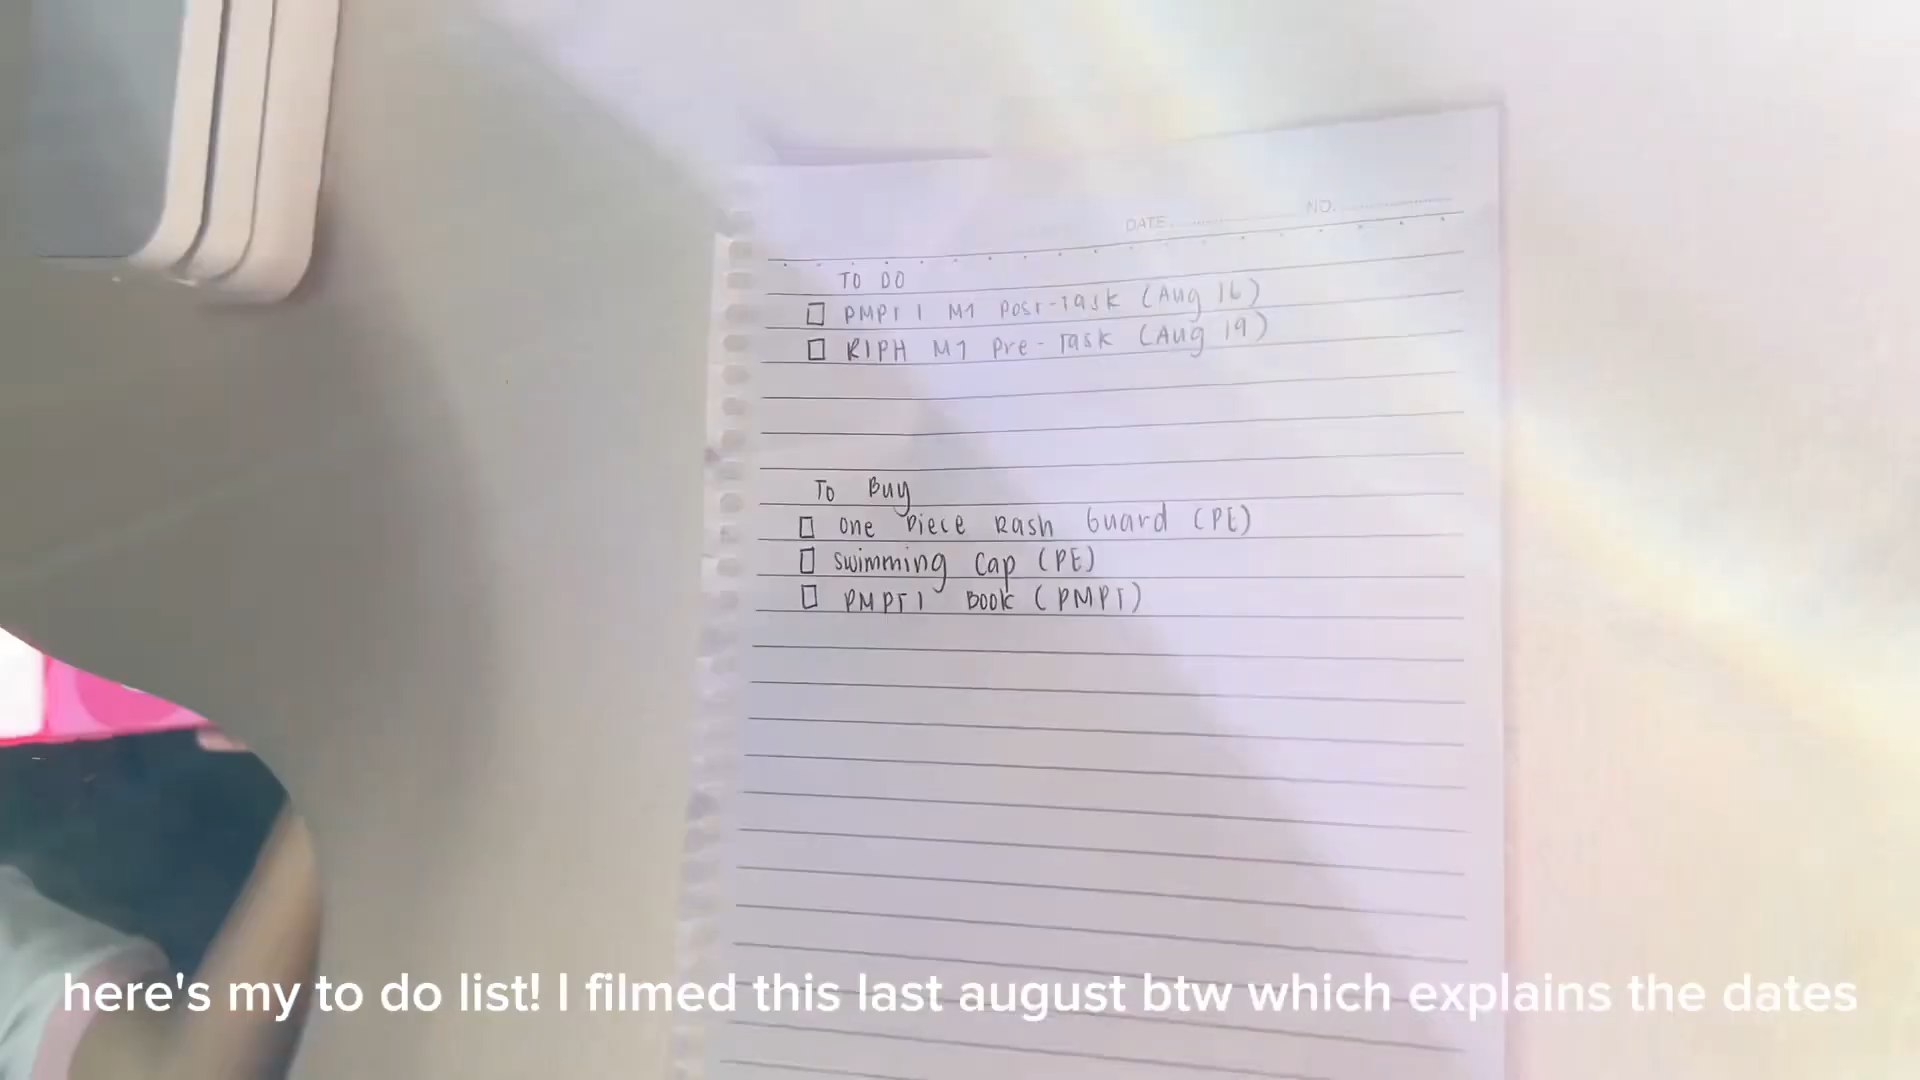 DATE NO.
TO DO
PMPT 1 M1 Post-Task (Aug 16)
RIPH M1 Pre-Task (Aug 19)
To Buy
One Piece Rash Guard (PE)
Swimming Cap (PE)
PMPT1 Book (PMPT)
here's my to do list! I filmed this last august btw which explains the dates